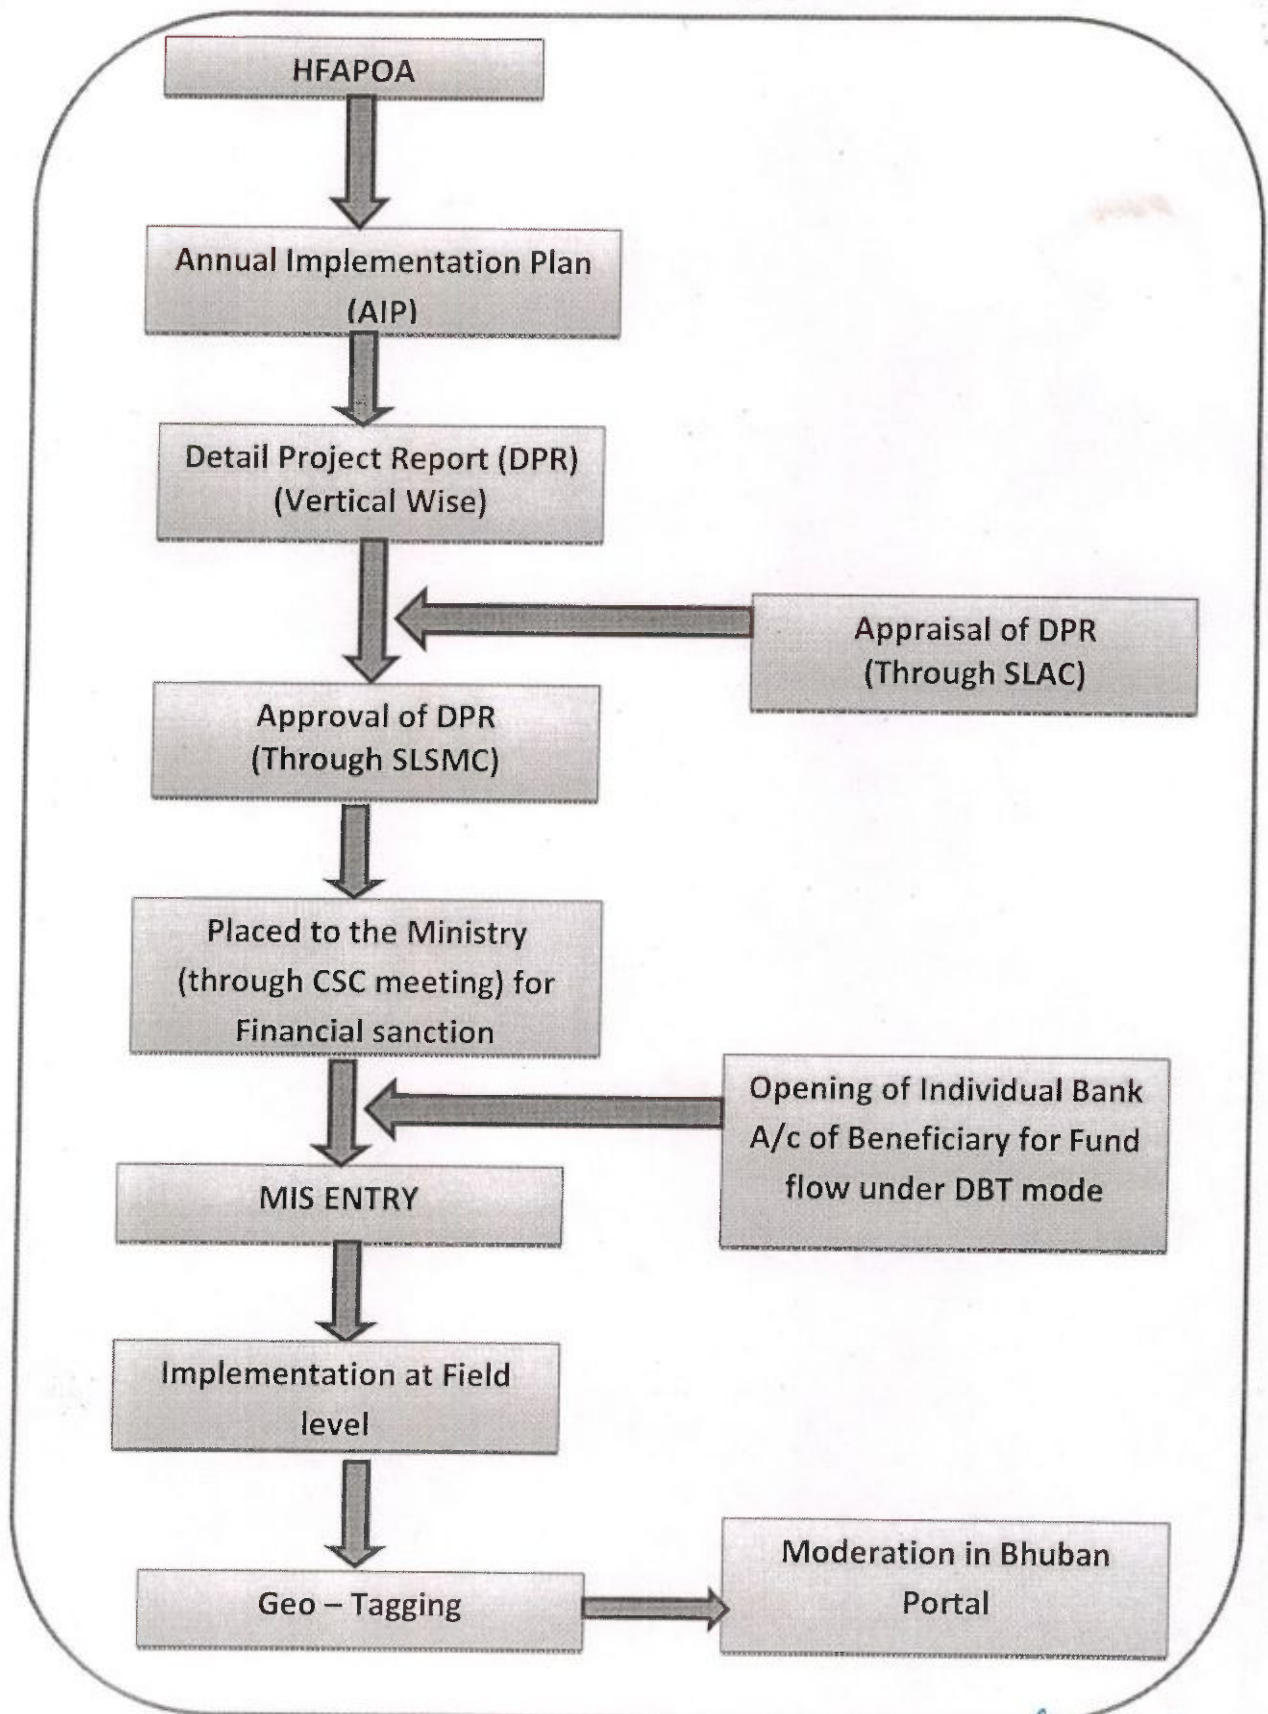 HFAPOA
Annual Implementation Plan
(AIP)
Detail Project Report (DPR)
(Vertical Wise)
Appraisal of DPR
(Through SLAC)
Approval of DPR
(Through SLSMC)
Placed to the Ministry
(through CSC meeting) for
Financial sanction
Opening of Individual Bank
A/c of Beneficiary for Fund
flow under DBT mode
MIS ENTRY
Implementation at Field
level
Geo – Tagging
Moderation in Bhuban
Portal